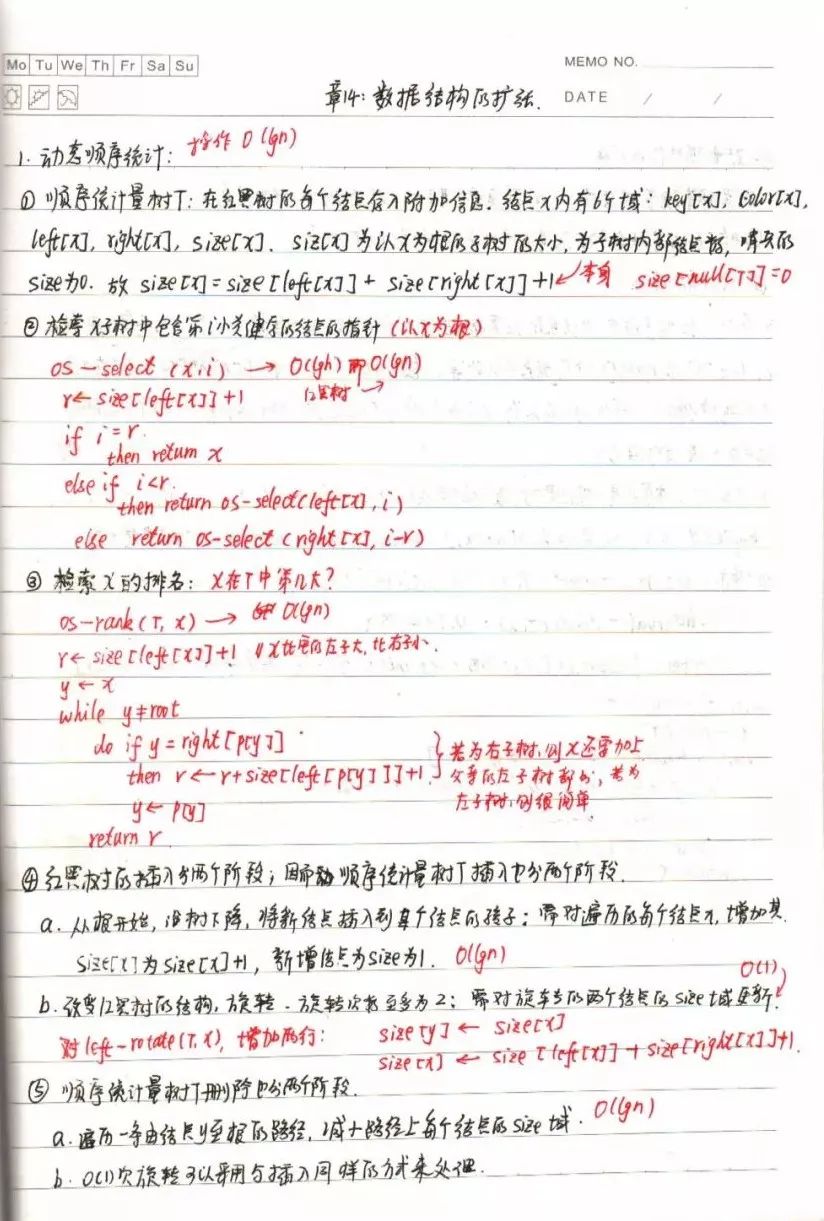 Mo Tu We Th Fr Sa Su
MEMO NO.
章14: 数据结构的扩张. DATE / /
1. 动态顺序统计: 操作 O(lgn)
① 顺序统计量树T: 在红黑树的每个结点存入附加信息. 结点x内有6个域: key[x], color[x],
left[x], right[x], size[x]. siz[x] 为以x为根的子树的大小, 为子树内部结点数, 哨兵的
size为0. 故 size[x] = size[left[x]] + size[right[x]] + 1 ↙ 本身 size[null[T]] = 0
② 检索x子树中包含第i小关键字的结点的指针 (以x为根)
os-select (x,i) → O(gh) 即 O(gn)
红黑树 →
r ← size[left[x]]+1
if i = r.
then return x
else if i<r.
then return os-select(left[x], i)
else return os-select (right[x], i-r)
③ 检索x的排名: x在T中第几大?
os-rank(T, x) → O(lgn)
r ← size[left[x]]+1 // x比它的左子大, 比右子小.
y ← x
while y≠root
do if y = right[p[y]]
then r ← r+size[left[p[y]]]+1
y ← p[y]
return r
} 若为右子树, 则x还要加上
父亲的左子树部分, 若为
左子树, 则很简单
④ 红黑树的插入分两个阶段; 因而 顺序统计量树T插入也分两个阶段.
a. 从根开始, 沿树下降, 将新结点插入到某个结点的孩子; 需对遍历的每个结点x, 增加其
size[x]为size[x]+1, 新增结点为size为1. O(lgn)
O(1)
b. 改变红黑树的结构, 旋转. 旋转次数至多为2; 需对旋转的两个结点的size域更新.
对left-rotate(T, x), 增加两行: size[y] ← size[x]
size[x] ← size[left[x]] + size[right[x]]+1.
⑤ 顺序统计量树T删除也分两个阶段.
a. 遍历一条由结点y至根的路径, 减小路径上每个结点的size域. O(lgn)
b. O(1)次旋转可以采用与插入同样的方式来处理.